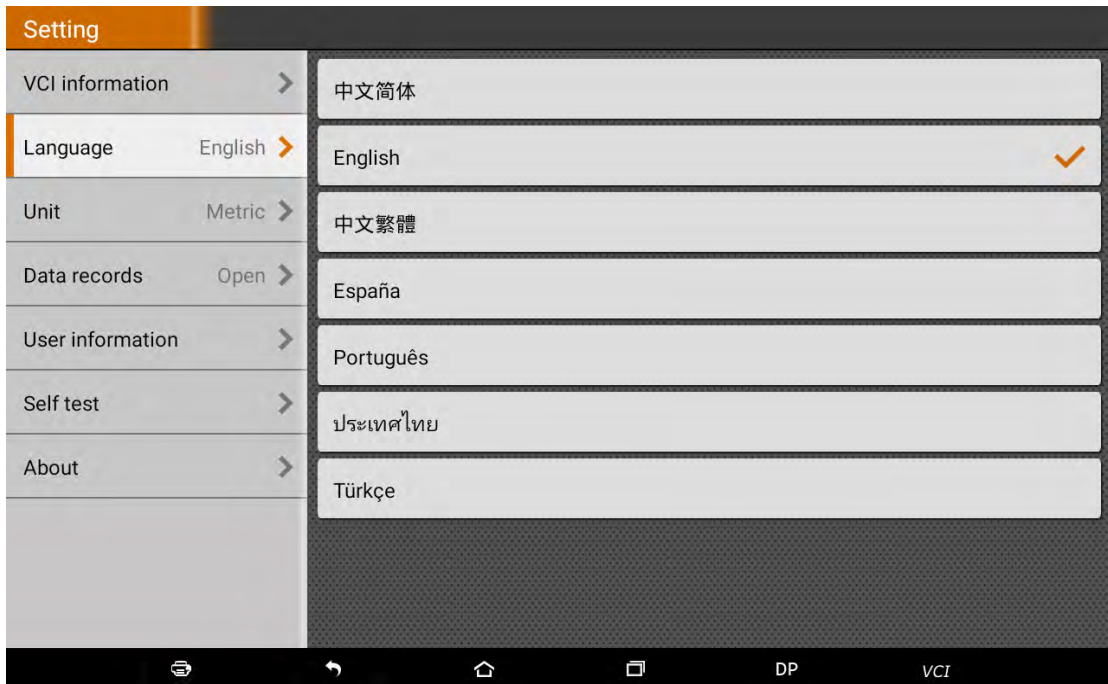 Setting
VCI information
Language English
Unit Metric
Data records Open
User information
Self test
About
中文简体
English
中文繁體
España
Português
ประเทศไทย
Türkçe
DP VCI